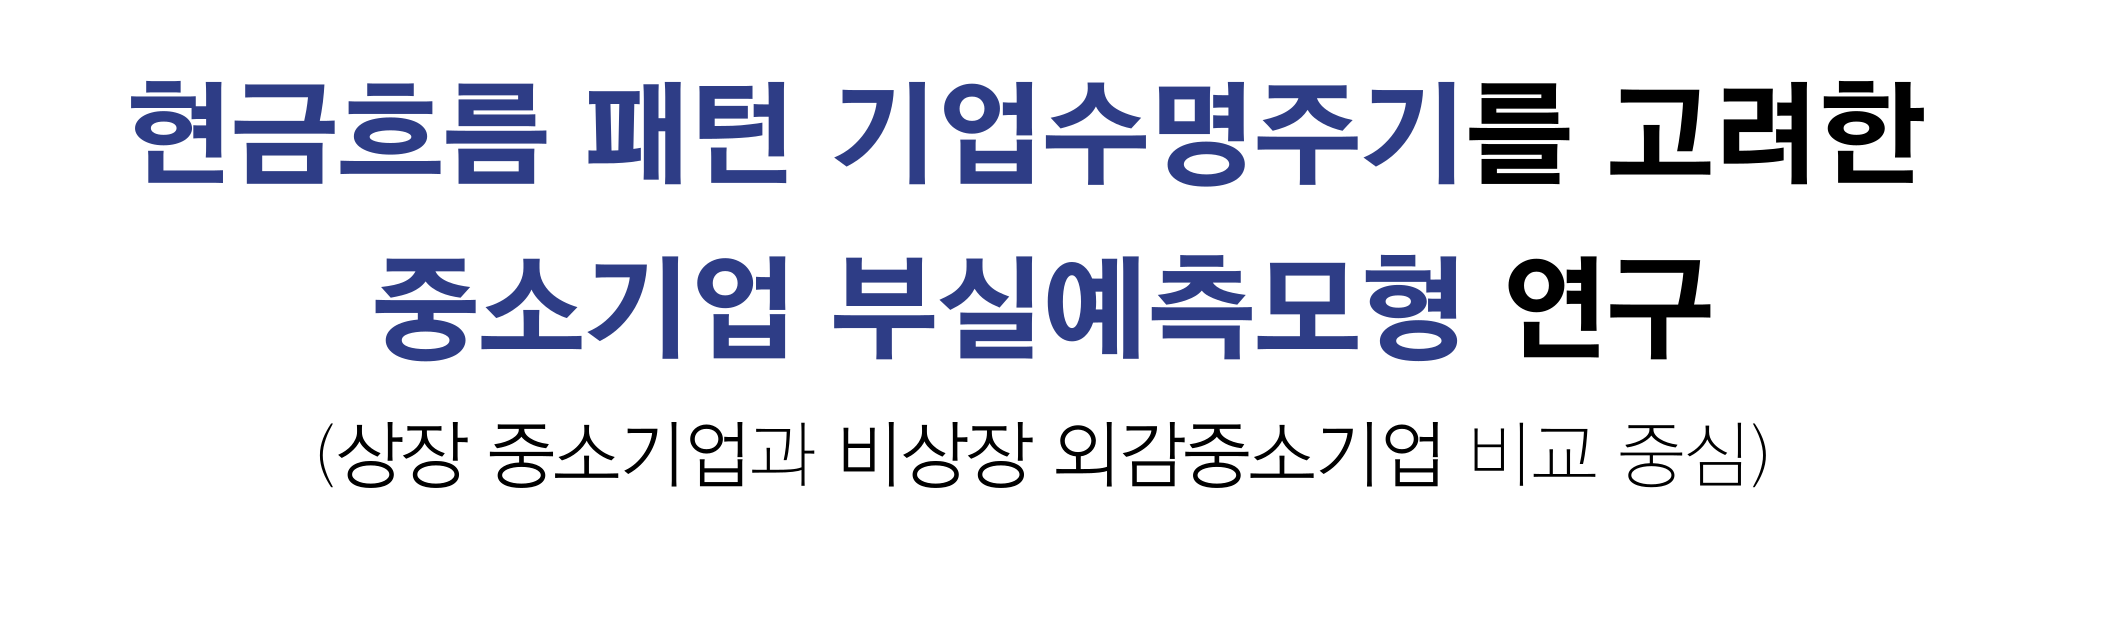 현금흐름 패턴 기업수명주기를 고려한
중소기업 부실예측모형 연구
(상장 중소기업과 비상장 외감중소기업 비교 중심)